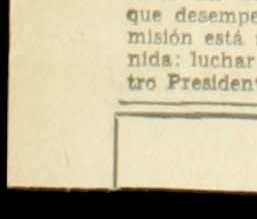 que desempe
misión está
nida: luchar
tro Presiden